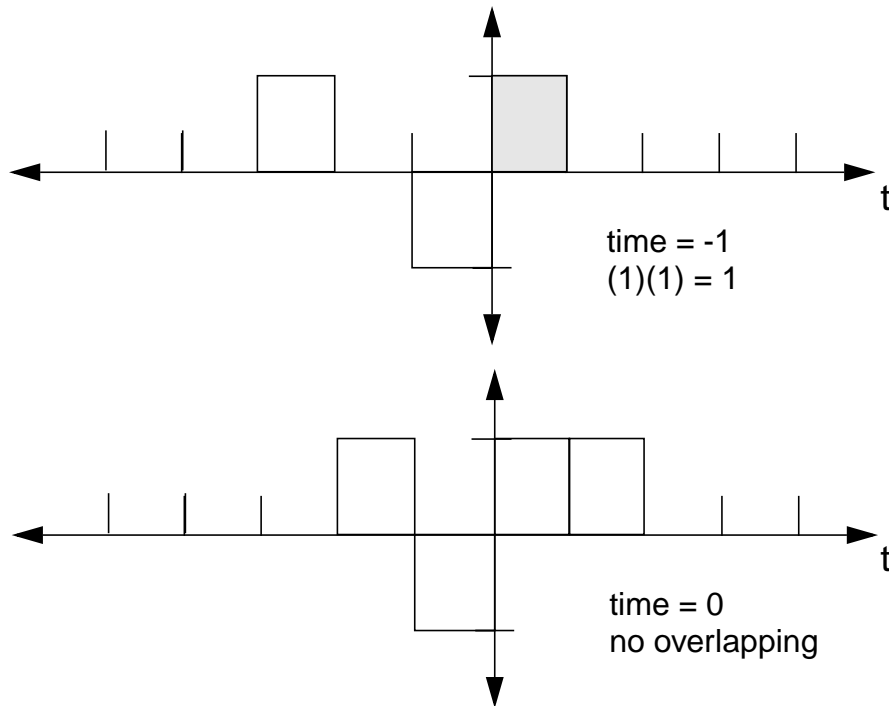 t
time = -1
(1)(1) = 1
t
time = 0
no overlapping